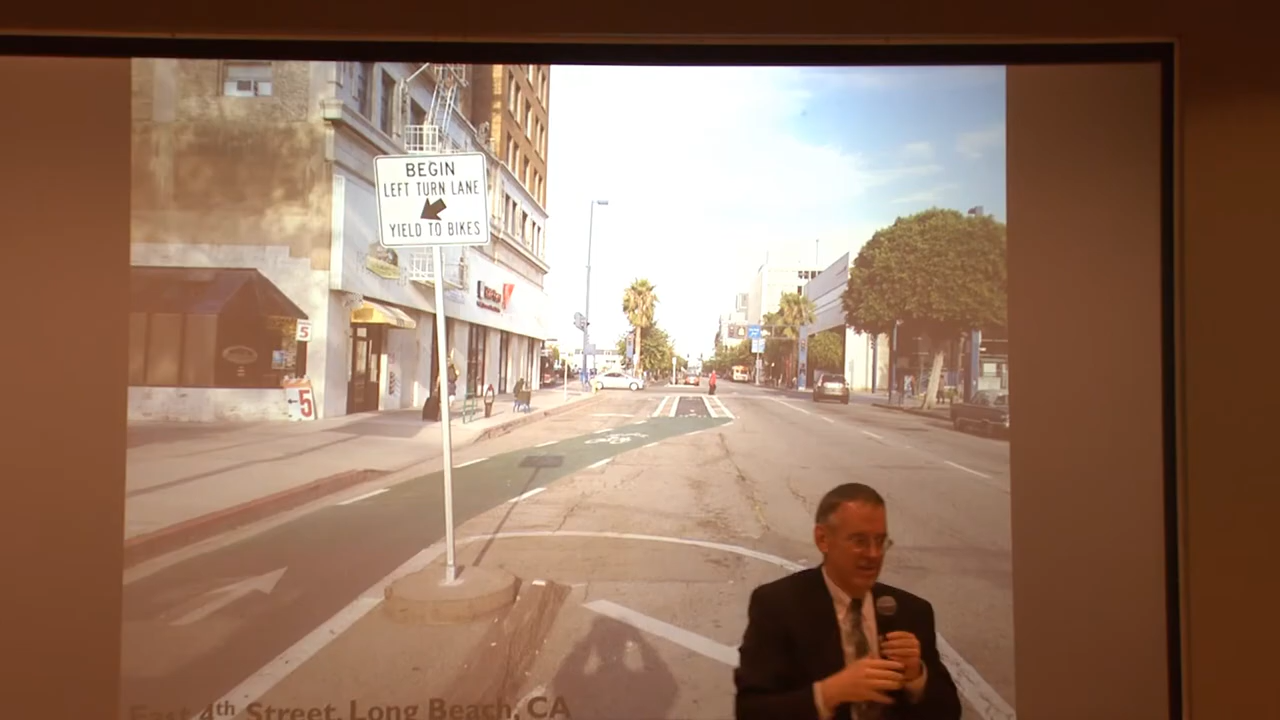 BEGIN
LEFT TURN LANE
YIELD TO BIKES
5
5
East 4th Street, Long Beach, CA